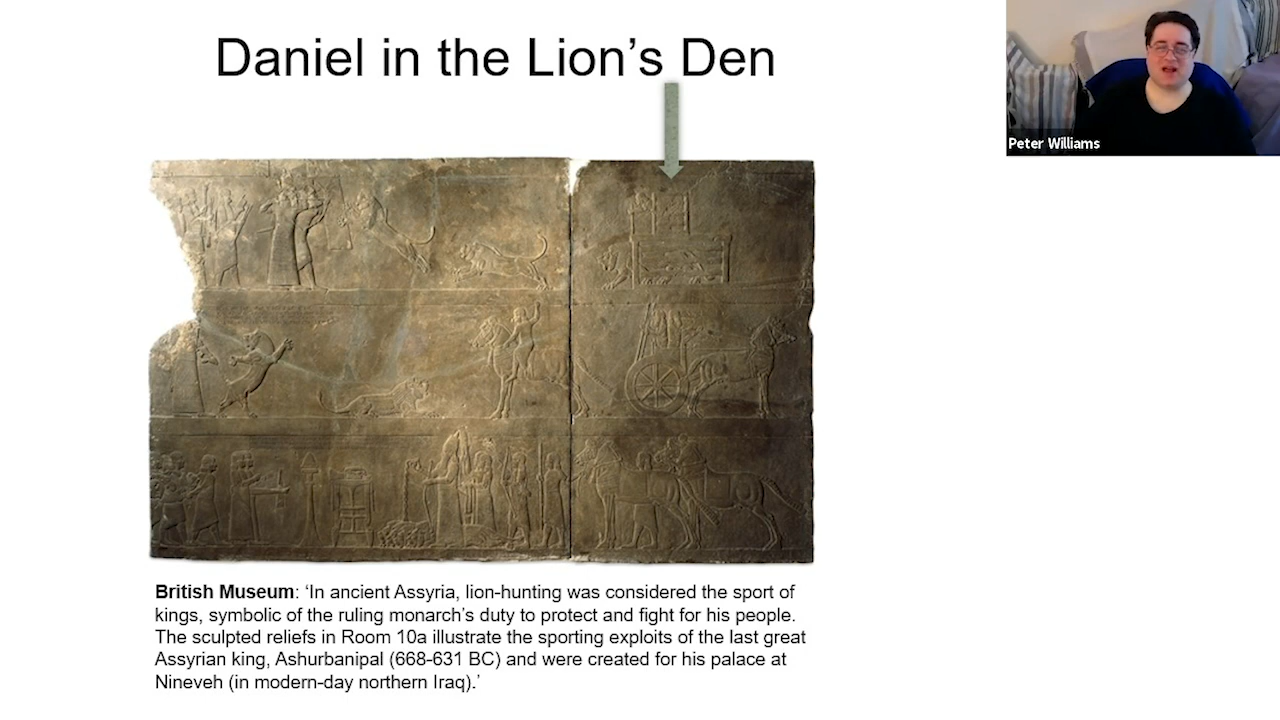 Daniel in the Lion’s Den
Peter Williams
British Museum: ‘In ancient Assyria, lion-hunting was considered the sport of
kings, symbolic of the ruling monarch’s duty to protect and fight for his people.
The sculpted reliefs in Room 10a illustrate the sporting exploits of the last great
Assyrian king, Ashurbanipal (668-631 BC) and were created for his palace at
Nineveh (in modern-day northern Iraq).’